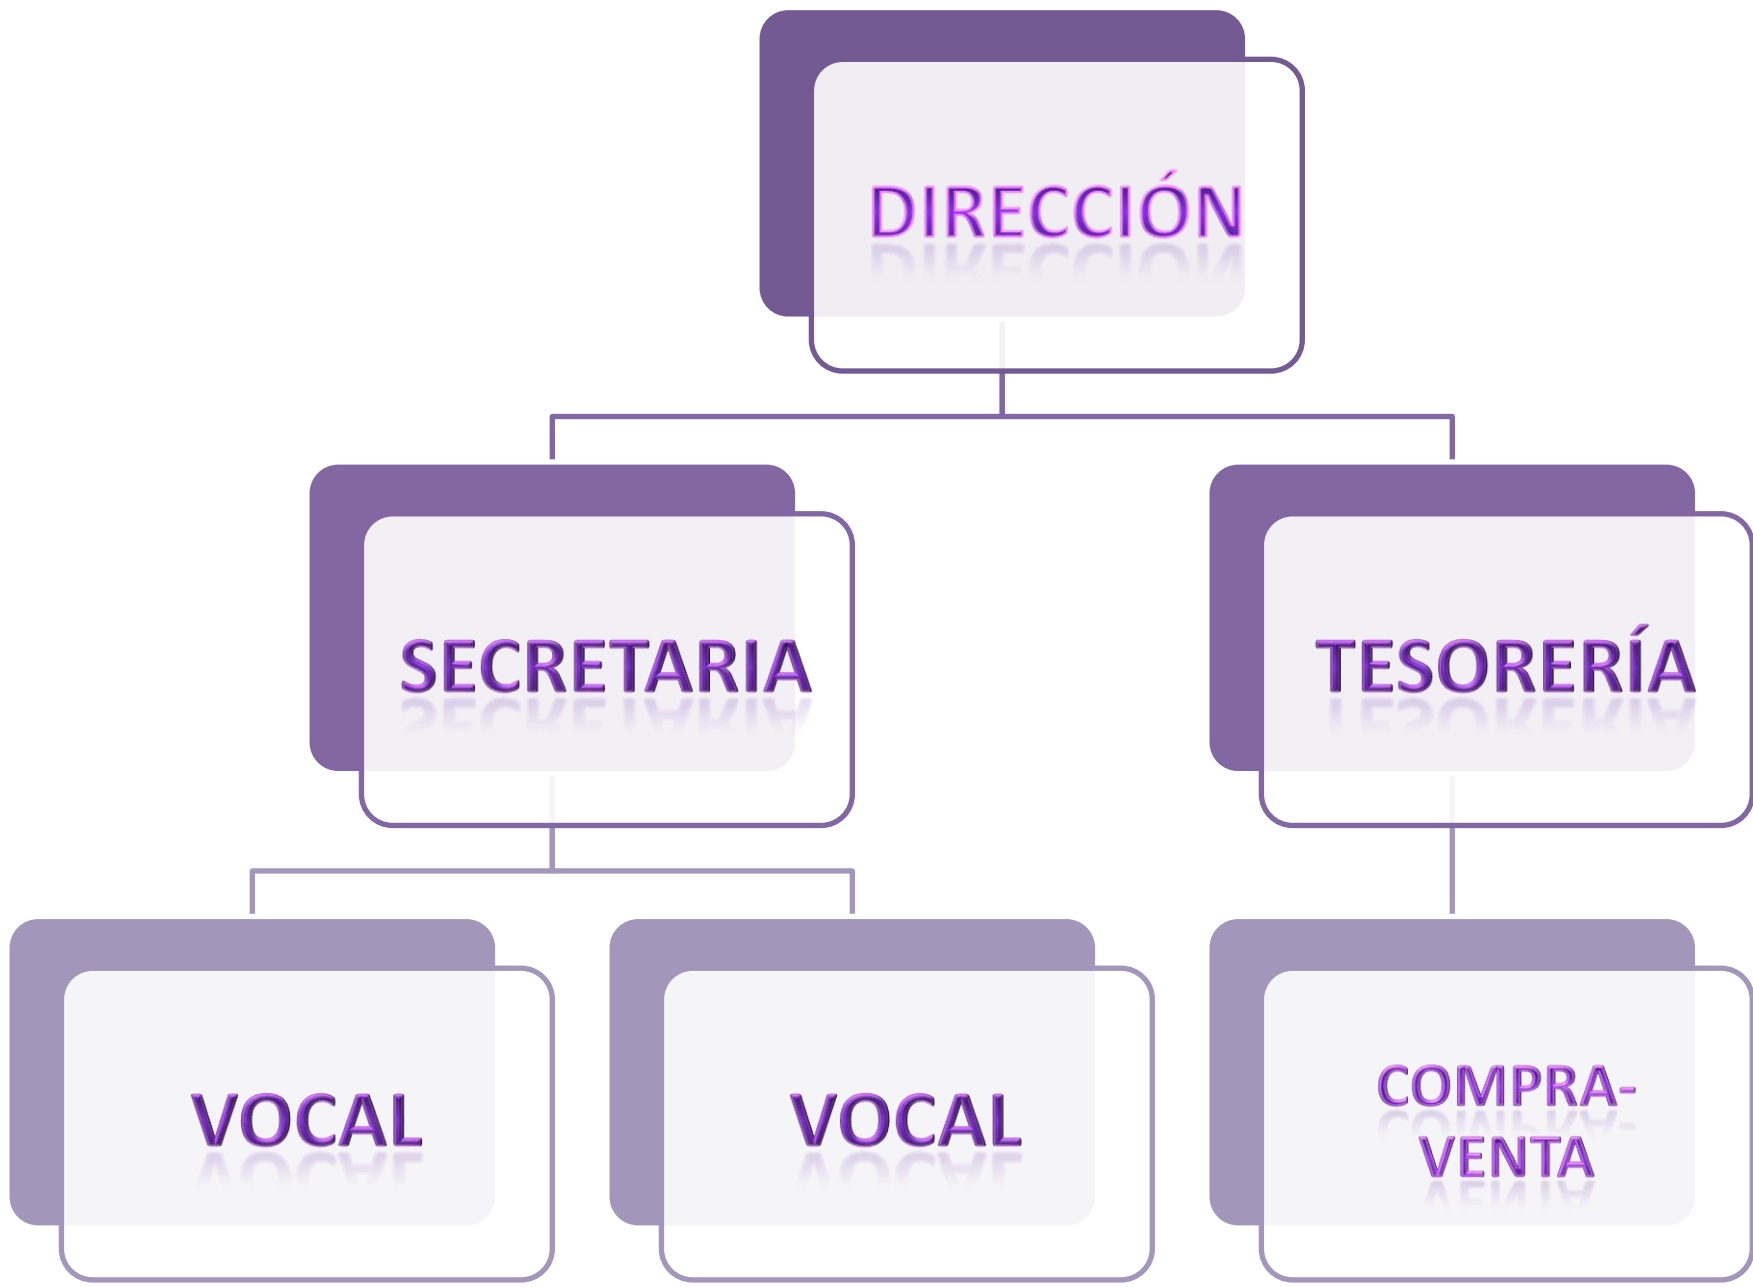 DIRECCIÓN
SECRETARIA
TESORERÍA
VOCAL
VOCAL
COMPRA-
VENTA